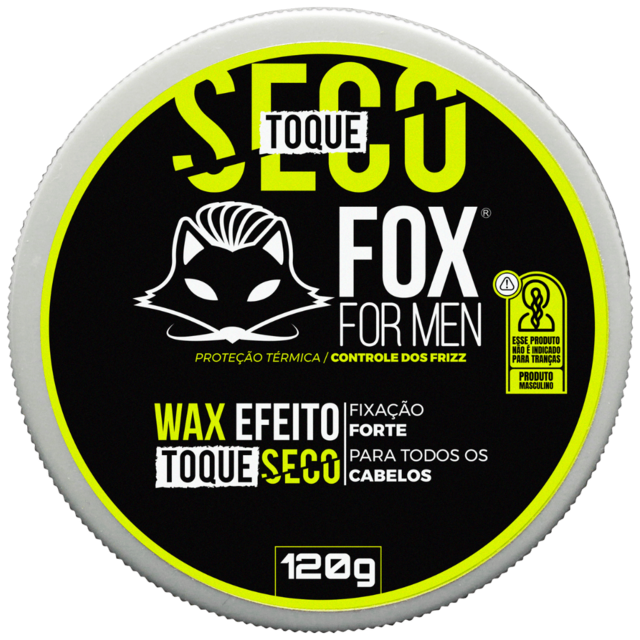 SECO
TOQUE
FOX®
FOR MEN
PROTEÇÃO TÉRMICA / CONTROLE DOS FRIZZ
ESSE PRODUTO
NÃO É INDICADO
PARA TRANÇAS
PRODUTO
MASCULINO
WAX EFEITO
TOQUE SECO
FIXAÇÃO
FORTE
PARA TODOS OS
CABELOS
120g